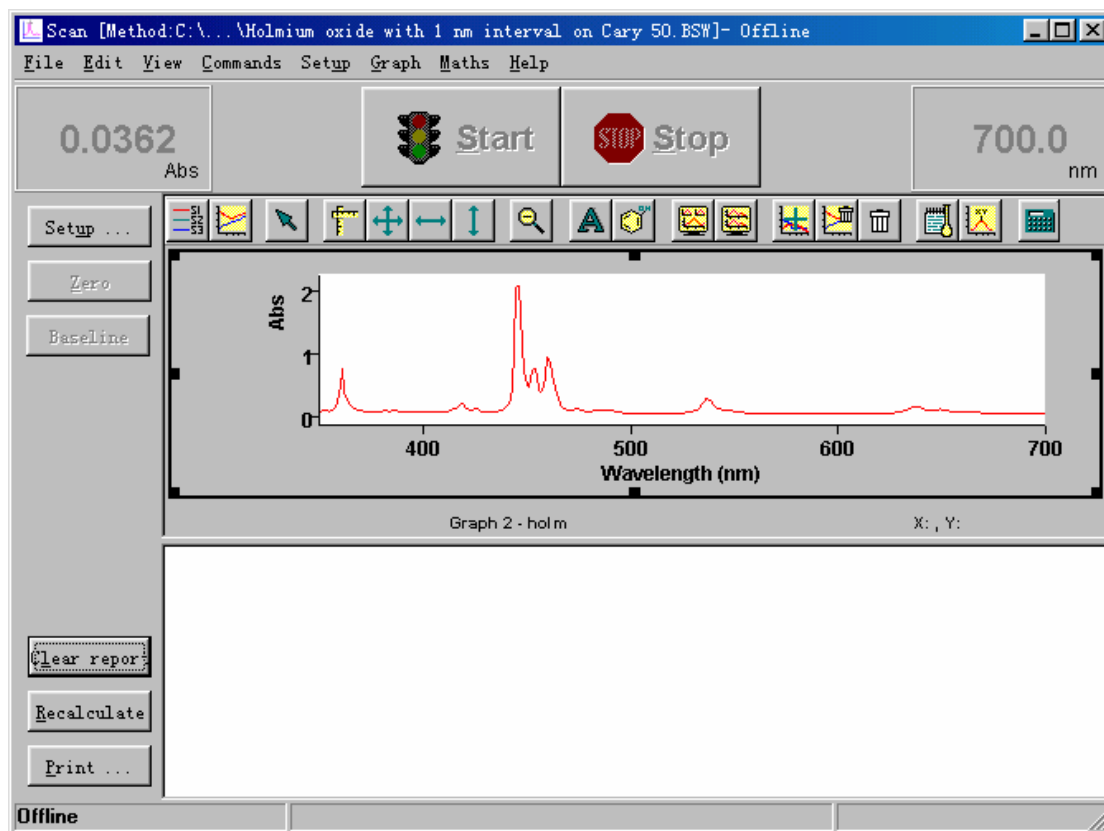 Scan [Method:C:\...\Holmium oxide with 1 nm interval on Cary 50.BSW]- Offline
File Edit View Commands Setup Graph Maths Help
0.0362
Abs
Start
STOP Stop
700.0
nm
Setup ...
Zero
Baseline
S1
S2
S3
A
OH
XY
Abs
2
1
0
400 500 600 700
Wavelength (nm)
Graph 2 - holm X: , Y:
Clear report
Recalculate
Print ...
Offline